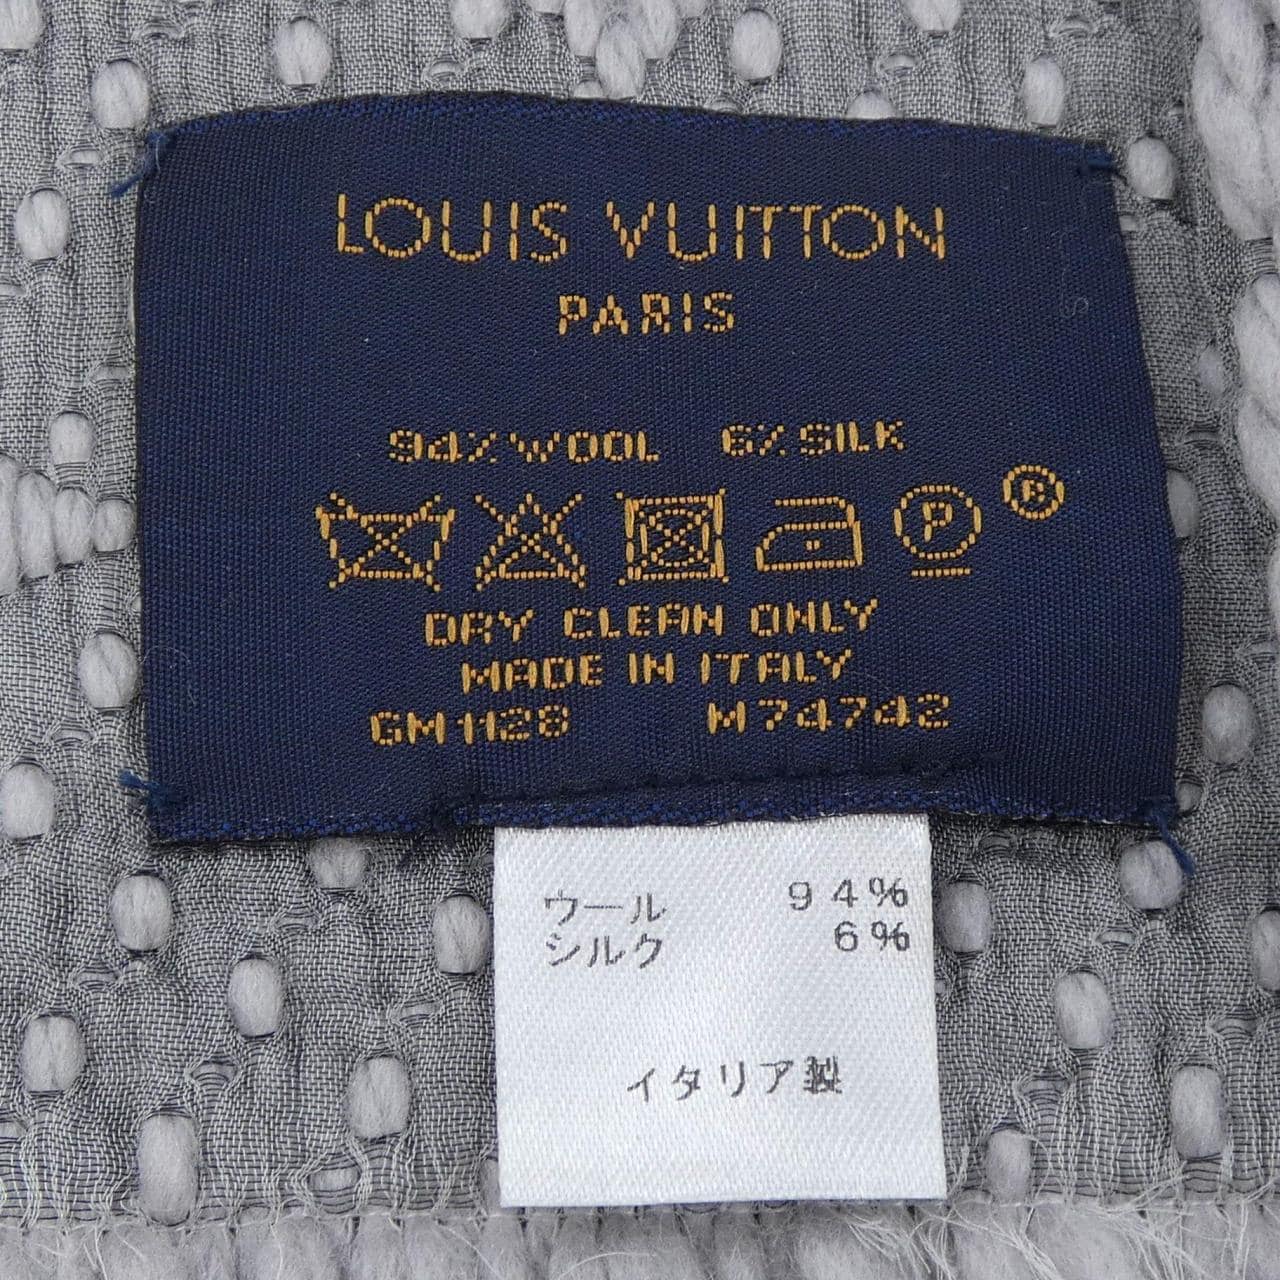 LOUIS VUITTON
PARIS
94% WOOL 6% SILK
P ®
DRY CLEAN ONLY
MADE IN ITALY
GM1128 M74742
ウール 94%
シルク 6%
イタリア製